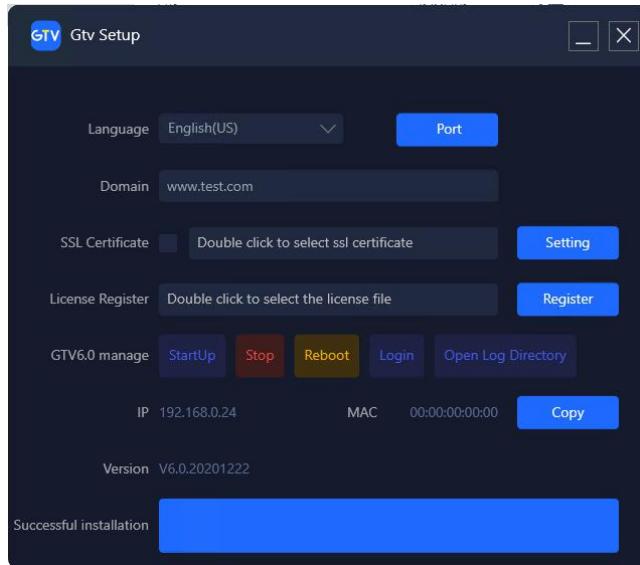 GTV Gtv Setup
Language English(US) Port
Domain www.test.com
SSL Certificate Double click to select ssl certificate Setting
License Register Double click to select the license file Register
GTV6.0 manage StartUp Stop Reboot Login Open Log Directory
IP 192.168.0.24 MAC 00:00:00:00:00 Copy
Version V6.0.20201222
Successful installation